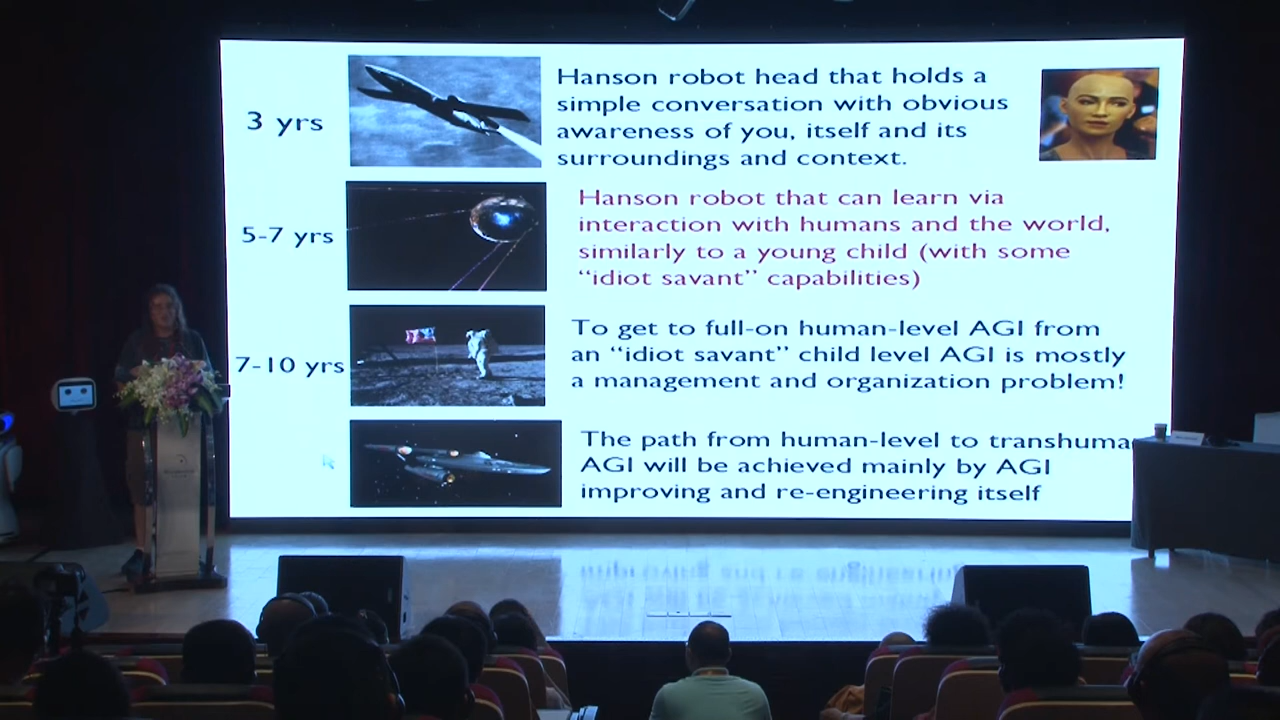 3 yrs
Hanson robot head that holds a
simple conversation with obvious
awareness of you, itself and its
surroundings and context.
5-7 yrs
Hanson robot that can learn via
interaction with humans and the world,
similarly to a young child (with some
“idiot savant” capabilities)
7-10 yrs
To get to full-on human-level AGI from
an “idiot savant” child level AGI is mostly
a management and organization problem!
The path from human-level to transhuma
AGI will be achieved mainly by AGI
improving and re-engineering itself